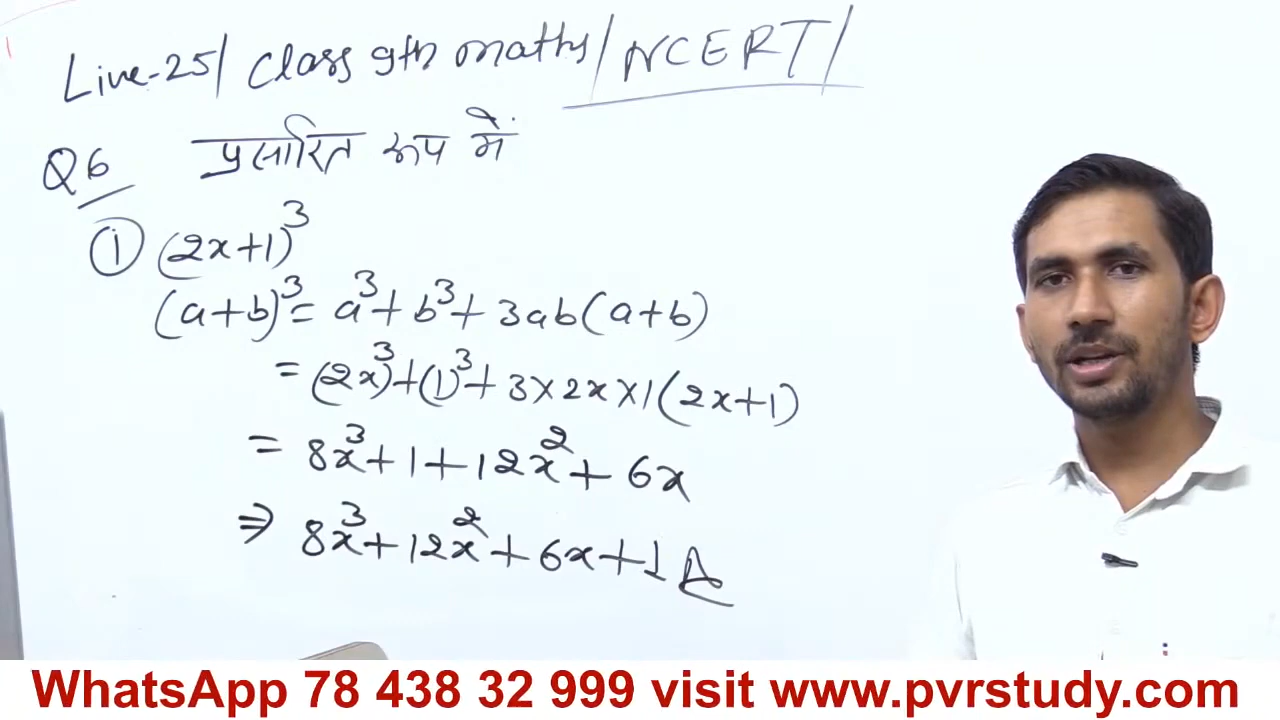 Live-25/ Class 9th maths/NCERT/
Q6 प्रसारित रूप में
① (2x+1)³
(a+b)³ = a³+b³+3ab(a+b)
= (2x)³+(1)³+3×2x×1(2x+1)
= 8x³+1+12x²+6x
⇒ 8x³+12x²+6x+1 A
WhatsApp 78 438 32 999 visit www.pvrstudy.com